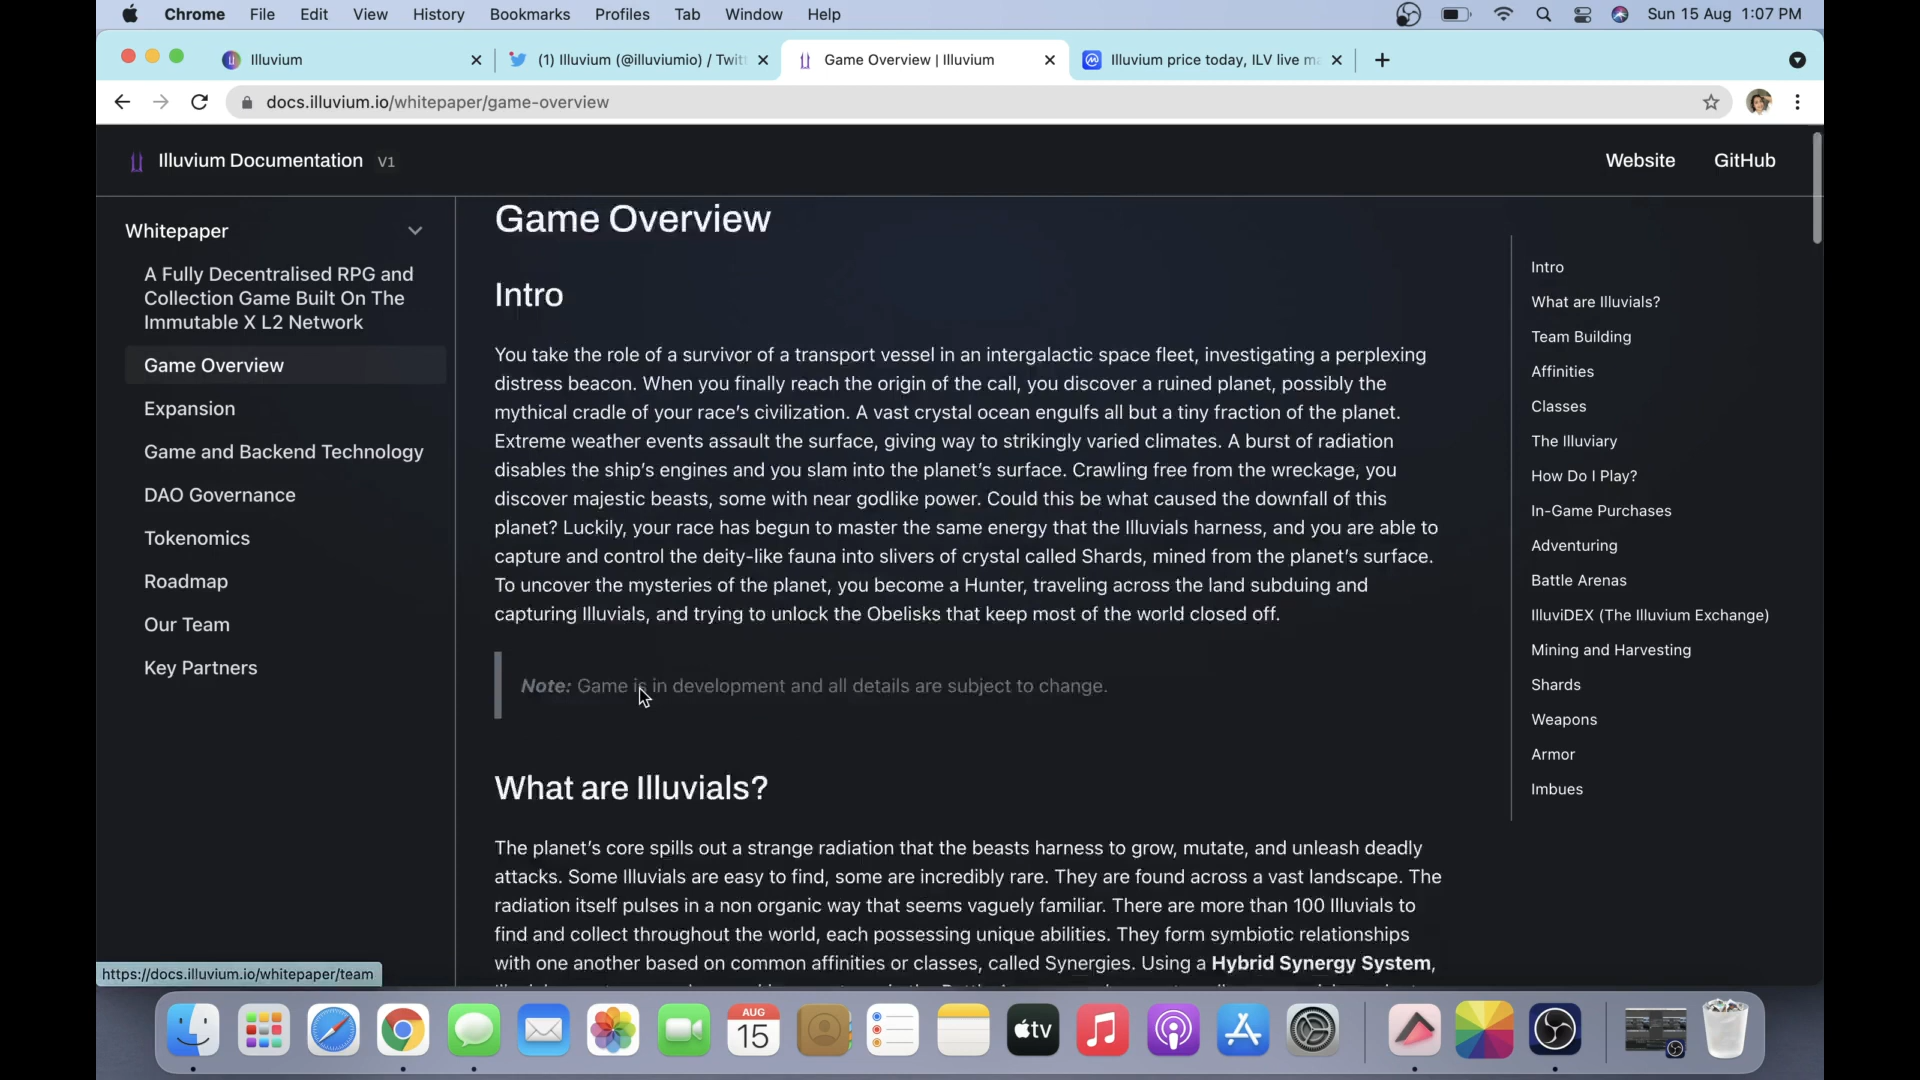 Chrome File Edit View History Bookmarks Profiles Tab Window Help Sun 15 Aug 1:07 PM
Illuvium (1) Illuvium (@illuviumio) / Twit Game Overview | Illuvium Illuvium price today, ILV live ma
docs.illuvium.io/whitepaper/game-overview
Illuvium Documentation V1 Website GitHub
Whitepaper
A Fully Decentralised RPG and
Collection Game Built On The
Immutable X L2 Network
Game Overview
Expansion
Game and Backend Technology
DAO Governance
Tokenomics
Roadmap
Our Team
Key Partners
Game Overview
Intro
You take the role of a survivor of a transport vessel in an intergalactic space fleet, investigating a perplexing
distress beacon. When you finally reach the origin of the call, you discover a ruined planet, possibly the
mythical cradle of your race's civilization. A vast crystal ocean engulfs all but a tiny fraction of the planet.
Extreme weather events assault the surface, giving way to strikingly varied climates. A burst of radiation
disables the ship's engines and you slam into the planet's surface. Crawling free from the wreckage, you
discover majestic beasts, some with near godlike power. Could this be what caused the downfall of this
planet? Luckily, your race has begun to master the same energy that the Illuvials harness, and you are able to
capture and control the deity-like fauna into slivers of crystal called Shards, mined from the planet's surface.
To uncover the mysteries of the planet, you become a Hunter, traveling across the land subduing and
capturing Illuvials, and trying to unlock the Obelisks that keep most of the world closed off.
Note: Game is in development and all details are subject to change.
What are Illuvials?
The planet's core spills out a strange radiation that the beasts harness to grow, mutate, and unleash deadly
attacks. Some Illuvials are easy to find, some are incredibly rare. They are found across a vast landscape. The
radiation itself pulses in a non organic way that seems vaguely familiar. There are more than 100 Illuvials to
find and collect throughout the world, each possessing unique abilities. They form symbiotic relationships
with one another based on common affinities or classes, called Synergies. Using a Hybrid Synergy System,
Intro
What are Illuvials?
Team Building
Affinities
Classes
The Illuviary
How Do I Play?
In-Game Purchases
Adventuring
Battle Arenas
IlluviDEX (The Illuvium Exchange)
Mining and Harvesting
Shards
Weapons
Armor
Imbues
https://docs.illuvium.io/whitepaper/team
AUG
15
tv